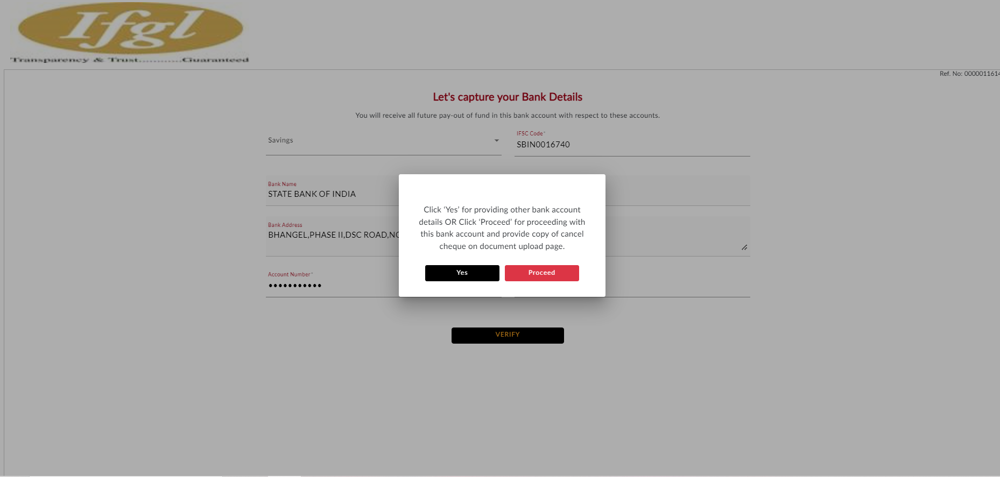 Ifgl
Transparency & Trust............Guaranteed
Ref. No: 0000011614
Let's capture your Bank Details
You will receive all future pay-out of fund in this bank account with respect to these accounts.
Savings
IFSC Code*
SBIN0016740
Bank Name
STATE BANK OF INDIA
Bank Address
BHANGEL,PHASE II,DSC ROAD,NO
Account Number*
•••••••••••
Click ‘Yes’ for providing other bank account
details OR Click ‘Proceed’ for proceeding with
this bank account and provide copy of cancel
cheque on document upload page.
Yes
Proceed
VERIFY